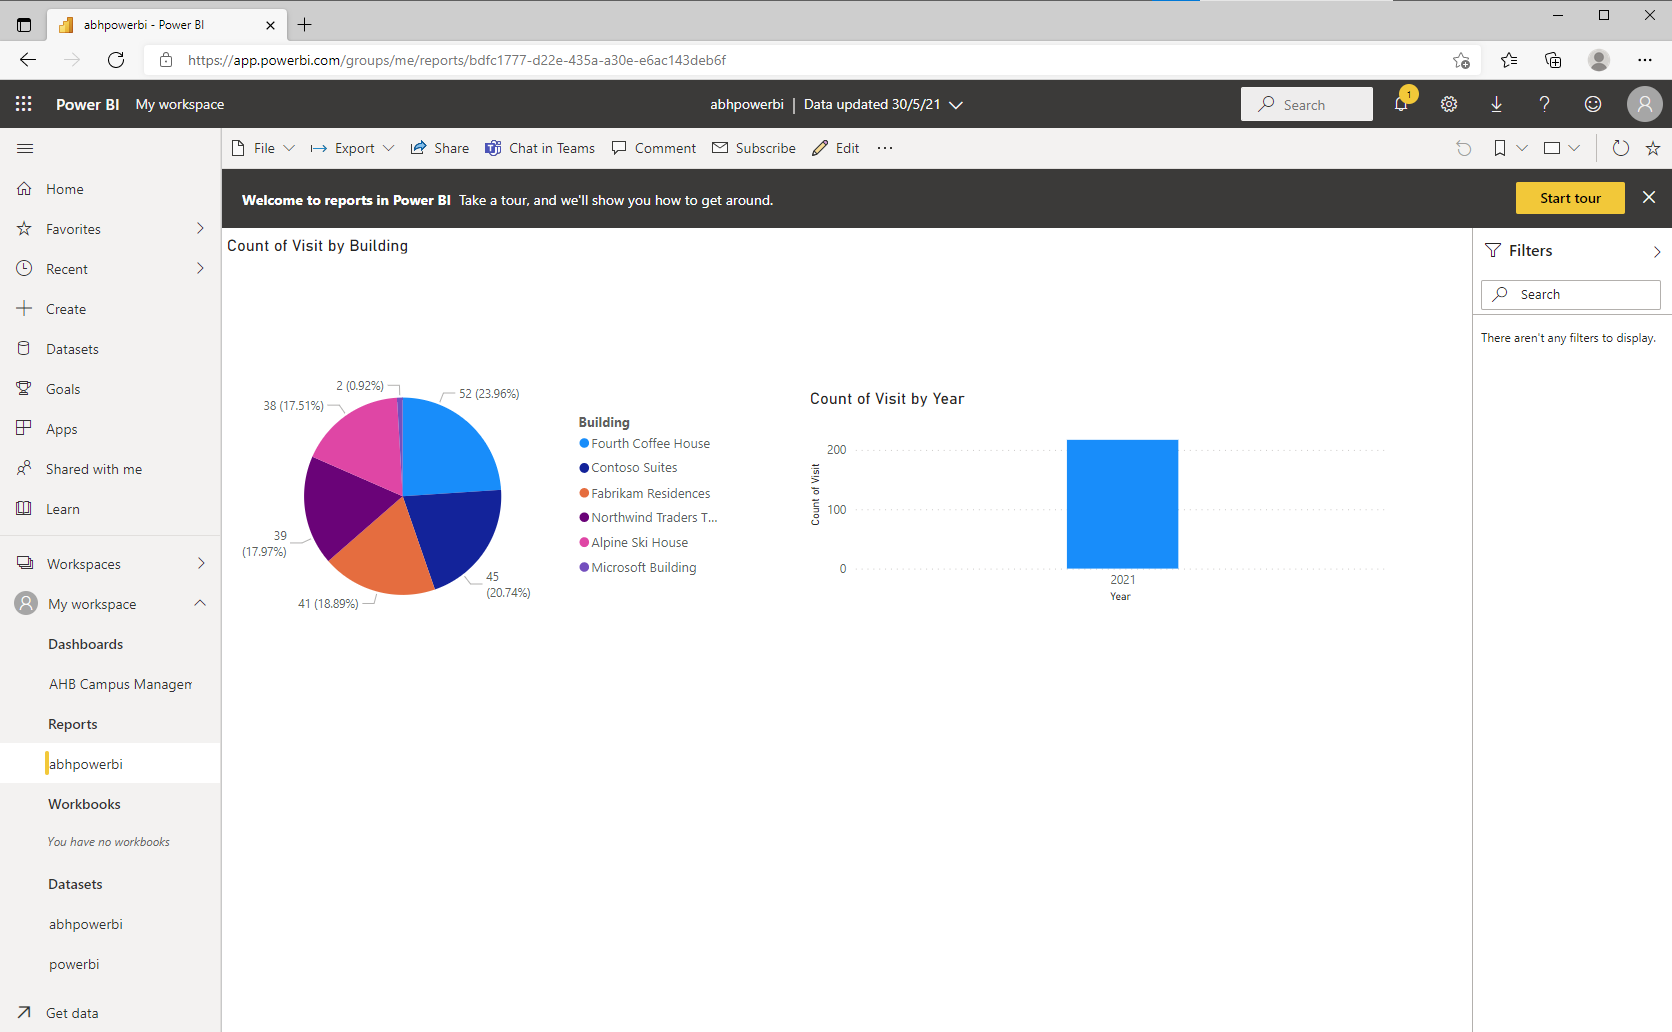 abhpowerbi - Power BI
https://app.powerbi.com/groups/me/reports/bdfc1777-d22e-435a-a30e-e6ac143deb6f
Power BI My workspace
abhpowerbi | Data updated 30/5/21
Search
1
File
Export
Share
Chat in Teams
Comment
Subscribe
Edit
Welcome to reports in Power BI Take a tour, and we'll show you how to get around.
Start tour
Home
Favorites
Recent
Create
Datasets
Goals
Apps
Shared with me
Learn
Workspaces
My workspace
Dashboards
AHB Campus Managem
Reports
abhpowerbi
Workbooks
You have no workbooks
Datasets
abhpowerbi
powerbi
Get data
Count of Visit by Building
2 (0.92%)
52 (23.96%)
38 (17.51%)
39
(17.97%)
45
(20.74%)
41 (18.89%)
Building
Fourth Coffee House
Contoso Suites
Fabrikam Residences
Northwind Traders T...
Alpine Ski House
Microsoft Building
Count of Visit by Year
Count of Visit
200
100
0
2021
Year
Filters
Search
There aren't any filters to display.